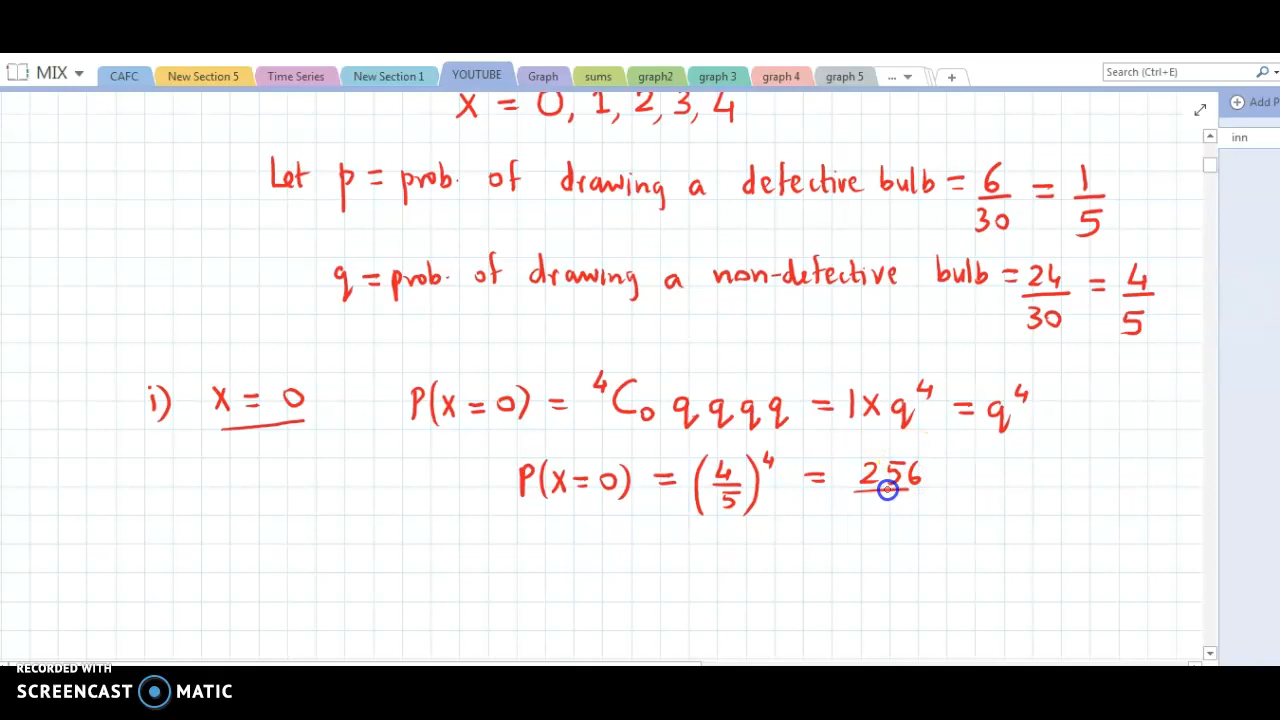 MIX
CAFC New Section 5 Time Series New Section 1 YOUTUBE Graph sums graph2 graph 3 graph 4 graph 5 ...
Search (Ctrl+E)
Add P
inn
X = 0, 1, 2, 3, 4
Let p = prob. of drawing a defective bulb = 6/30 = 1/5
q = prob. of drawing a non-defective bulb = 24/30 = 4/5
i) X = 0 P(X = 0) = ⁴C₀ q q q q = 1 x q⁴ = q⁴
P(X = 0) = (4/5)⁴ = 256
RECORDED WITH
SCREENCAST MATIC